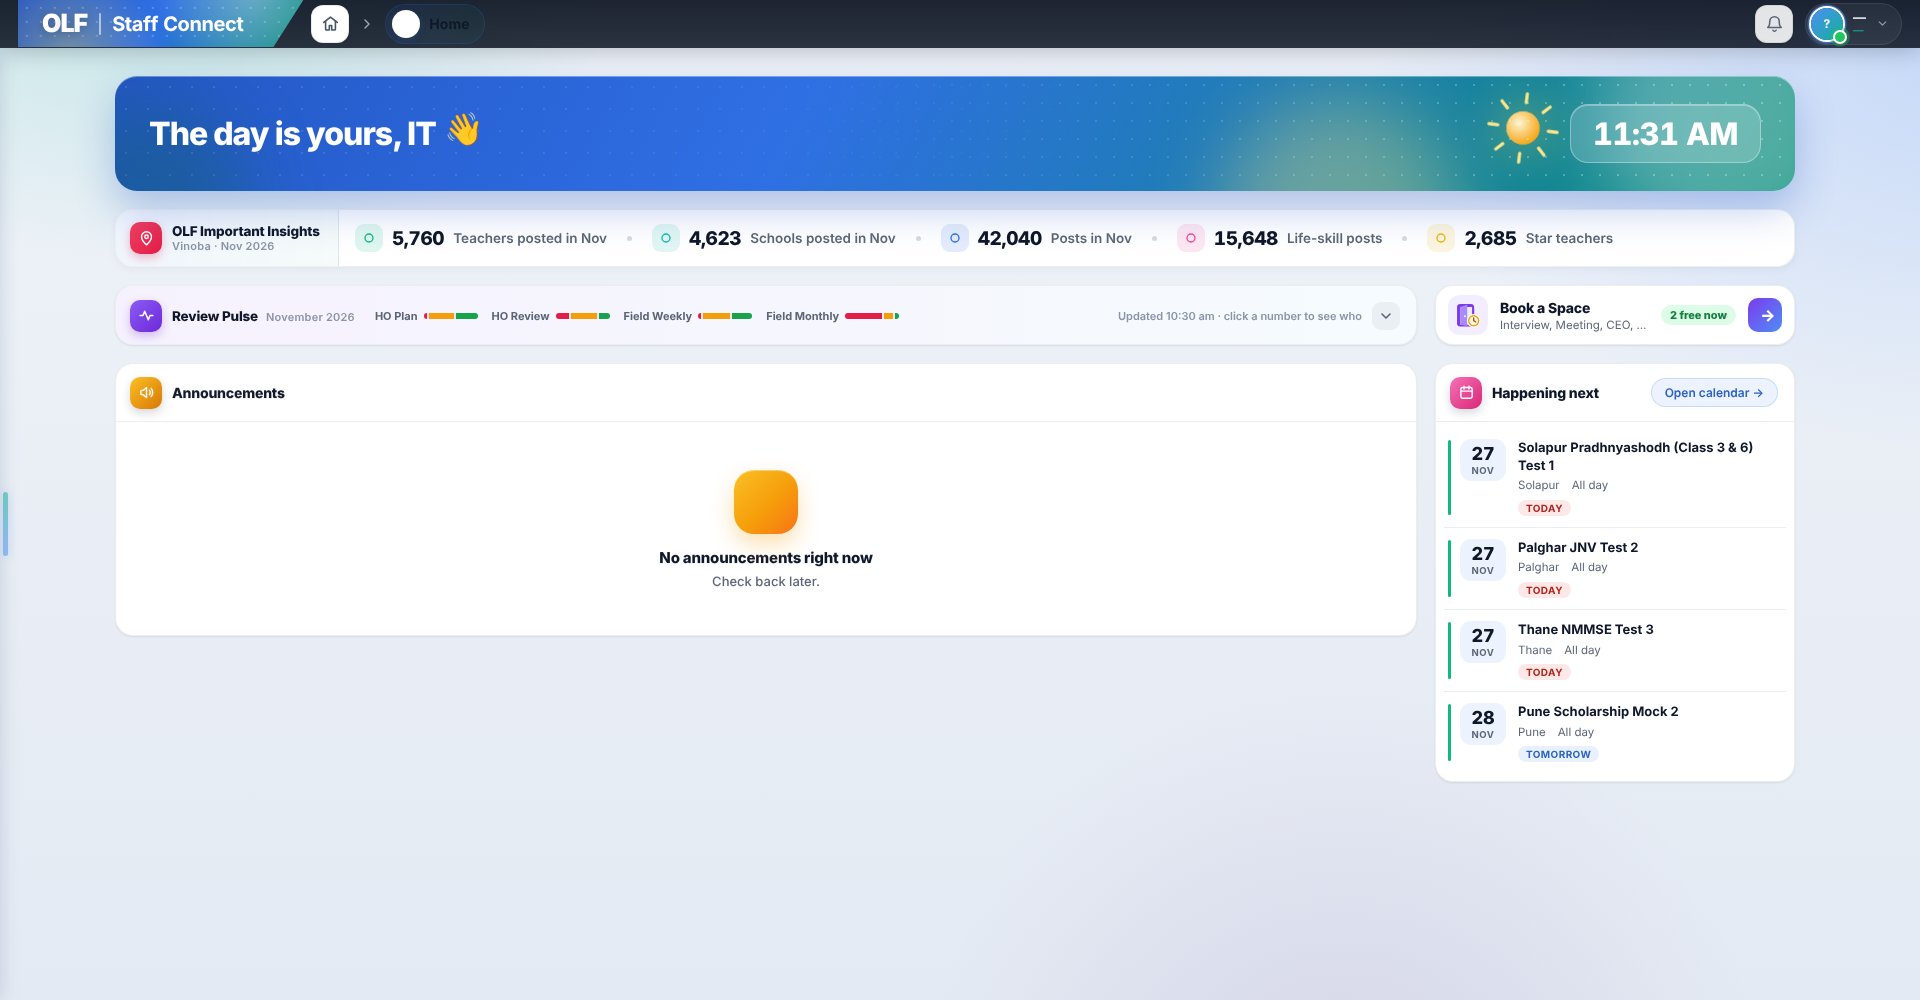 OLF | Staff Connect
Home
?
The day is yours, IT
11:31 AM
OLF Important Insights
Vinoba · Nov 2026
5,760 Teachers posted in Nov
4,623 Schools posted in Nov
42,040 Posts in Nov
15,648 Life-skill posts
2,685 Star teachers
Review Pulse November 2026
HO Plan
HO Review
Field Weekly
Field Monthly
Updated 10:30 am · click a number to see who
Book a Space
Interview, Meeting, CEO, ...
2 free now
Announcements
No announcements right now
Check back later.
Happening next
Open calendar →
27 NOV
Solapur Pradhnyashodh (Class 3 & 6)
Test 1
Solapur All day
TODAY
27 NOV
Palghar JNV Test 2
Palghar All day
TODAY
27 NOV
Thane NMMSE Test 3
Thane All day
TODAY
28 NOV
Pune Scholarship Mock 2
Pune All day
TOMORROW